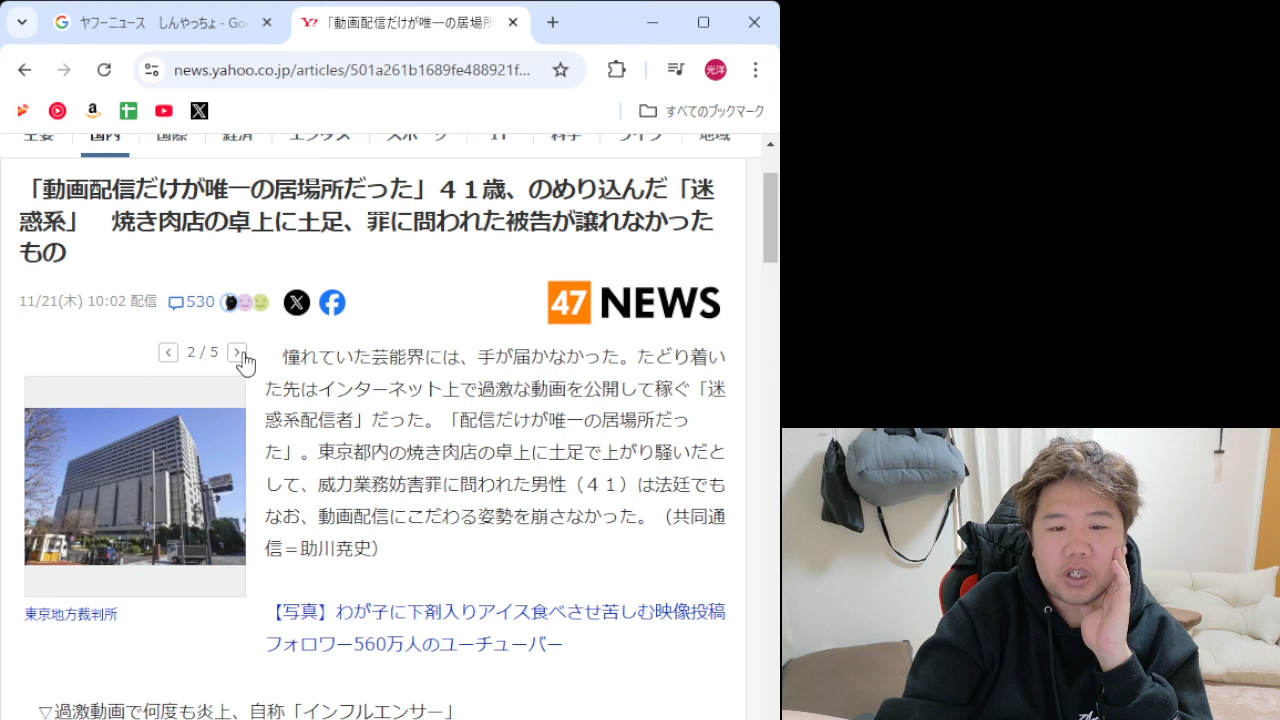 ヤフーニュース　しんやっちょ - Goo
「動画配信だけが唯一の居場所
news.yahoo.co.jp/articles/501a261b1689fe488921f...
光洋
すべてのブックマーク
主要 国内 国際 経済 エンタメ スポーツ IT 科学 ライフ 地域
「動画配信だけが唯一の居場所だった」４１歳、のめり込んだ「迷
惑系」　焼き肉店の卓上に土足、罪に問われた被告が譲れなかった
もの
11/21(木) 10:02 配信 530
47 NEWS
2 / 5
憧れていた芸能界には、手が届かなかった。たどり着い
た先はインターネット上で過激な動画を公開して稼ぐ「迷
惑系配信者」だった。「配信だけが唯一の居場所だっ
た」。東京都内の焼き肉店の卓上に土足で上がり騒いだと
して、威力業務妨害罪に問われた男性（４１）は法廷でも
なお、動画配信にこだわる姿勢を崩さなかった。（共同通
信＝助川尭史）
東京地方裁判所
【写真】わが子に下剤入りアイス食べさせ苦しむ映像投稿
フォロワー560万人のユーチューバー
▽過激動画で何度も炎上、自称「インフルエンサー」